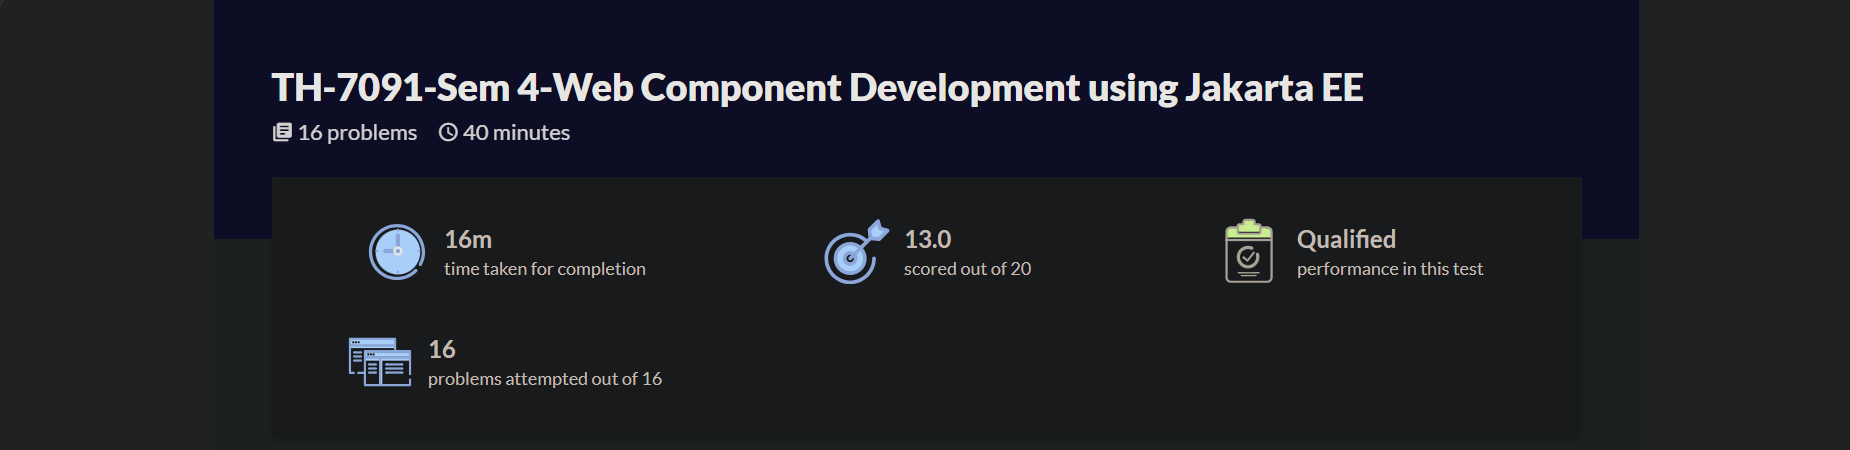 TH-7091-Sem 4-Web Component Development using Jakarta EE
16 problems 40 minutes
16m
time taken for completion
13.0
scored out of 20
Qualified
performance in this test
16
problems attempted out of 16